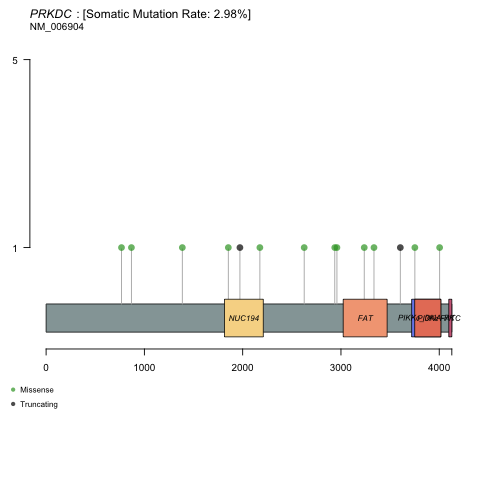 PRKDC : [Somatic Mutation Rate: 2.98%]
NM_006904
5
1
NUC194
FAT
0
1000
2000
3000
4000
Missense
Truncating